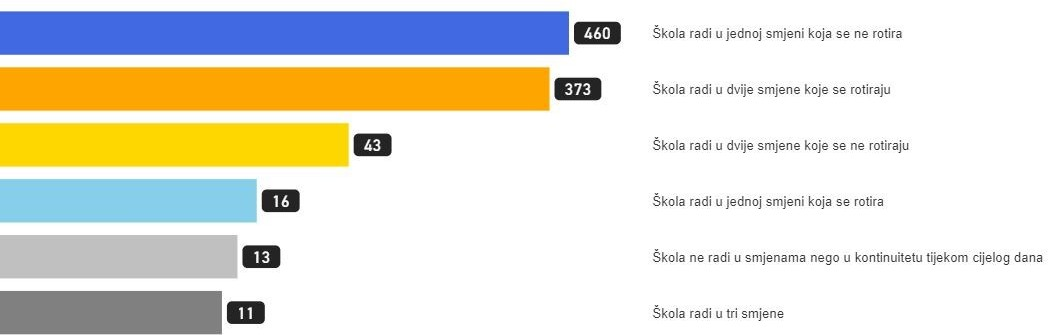 460 Škola radi u jednoj smjeni koja se ne rotira
373 Škola radi u dvije smjene koje se rotiraju
43 Škola radi u dvije smjene koje se ne rotiraju
16 Škola radi u jednoj smjeni koja se rotira
13 Škola ne radi u smjenama nego u kontinuitetu tijekom cijelog dana
11 Škola radi u tri smjene